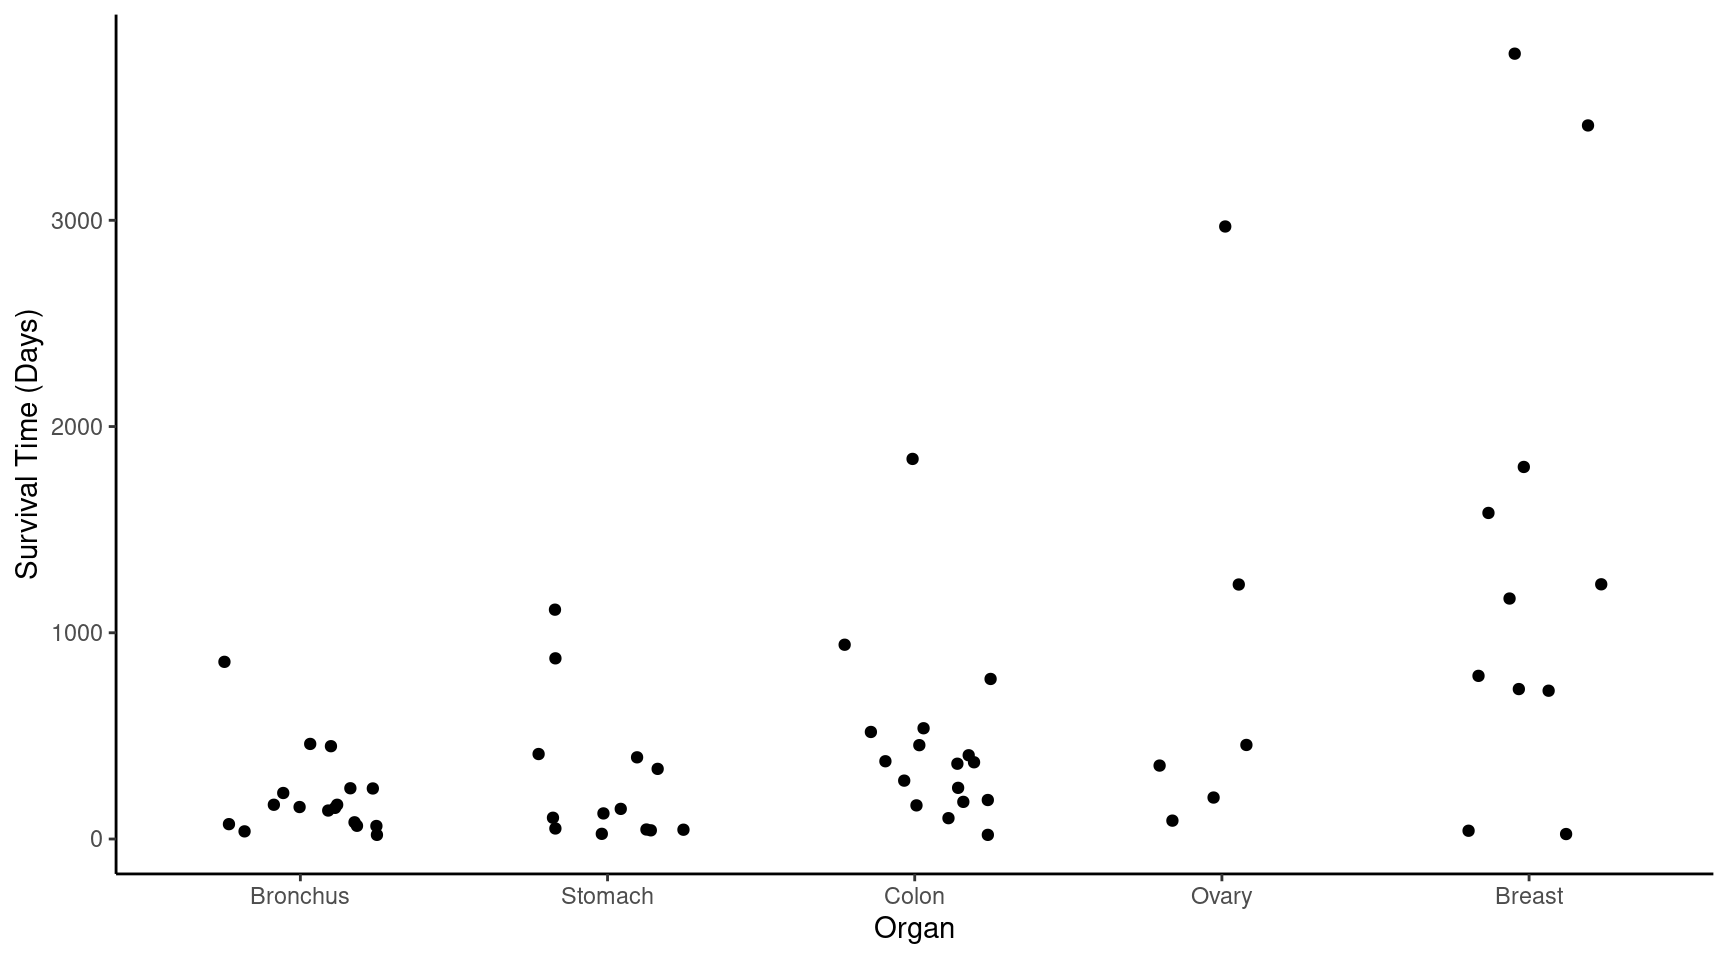 Survival Time (Days)
3000
2000
1000
0
Bronchus Stomach Colon Ovary Breast
Organ